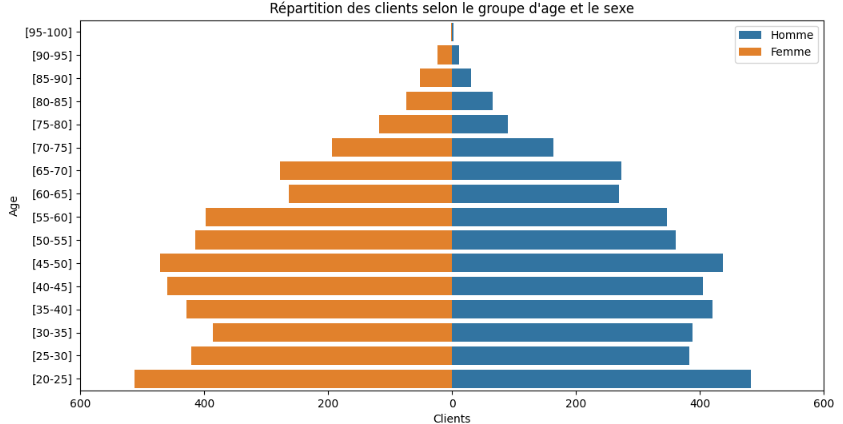 Répartition des clients selon le groupe d'age et le sexe
Homme
Femme
Age
[95-100]
[90-95]
[85-90]
[80-85]
[75-80]
[70-75]
[65-70]
[60-65]
[55-60]
[50-55]
[45-50]
[40-45]
[35-40]
[30-35]
[25-30]
[20-25]
600 400 200 0 200 400 600
Clients